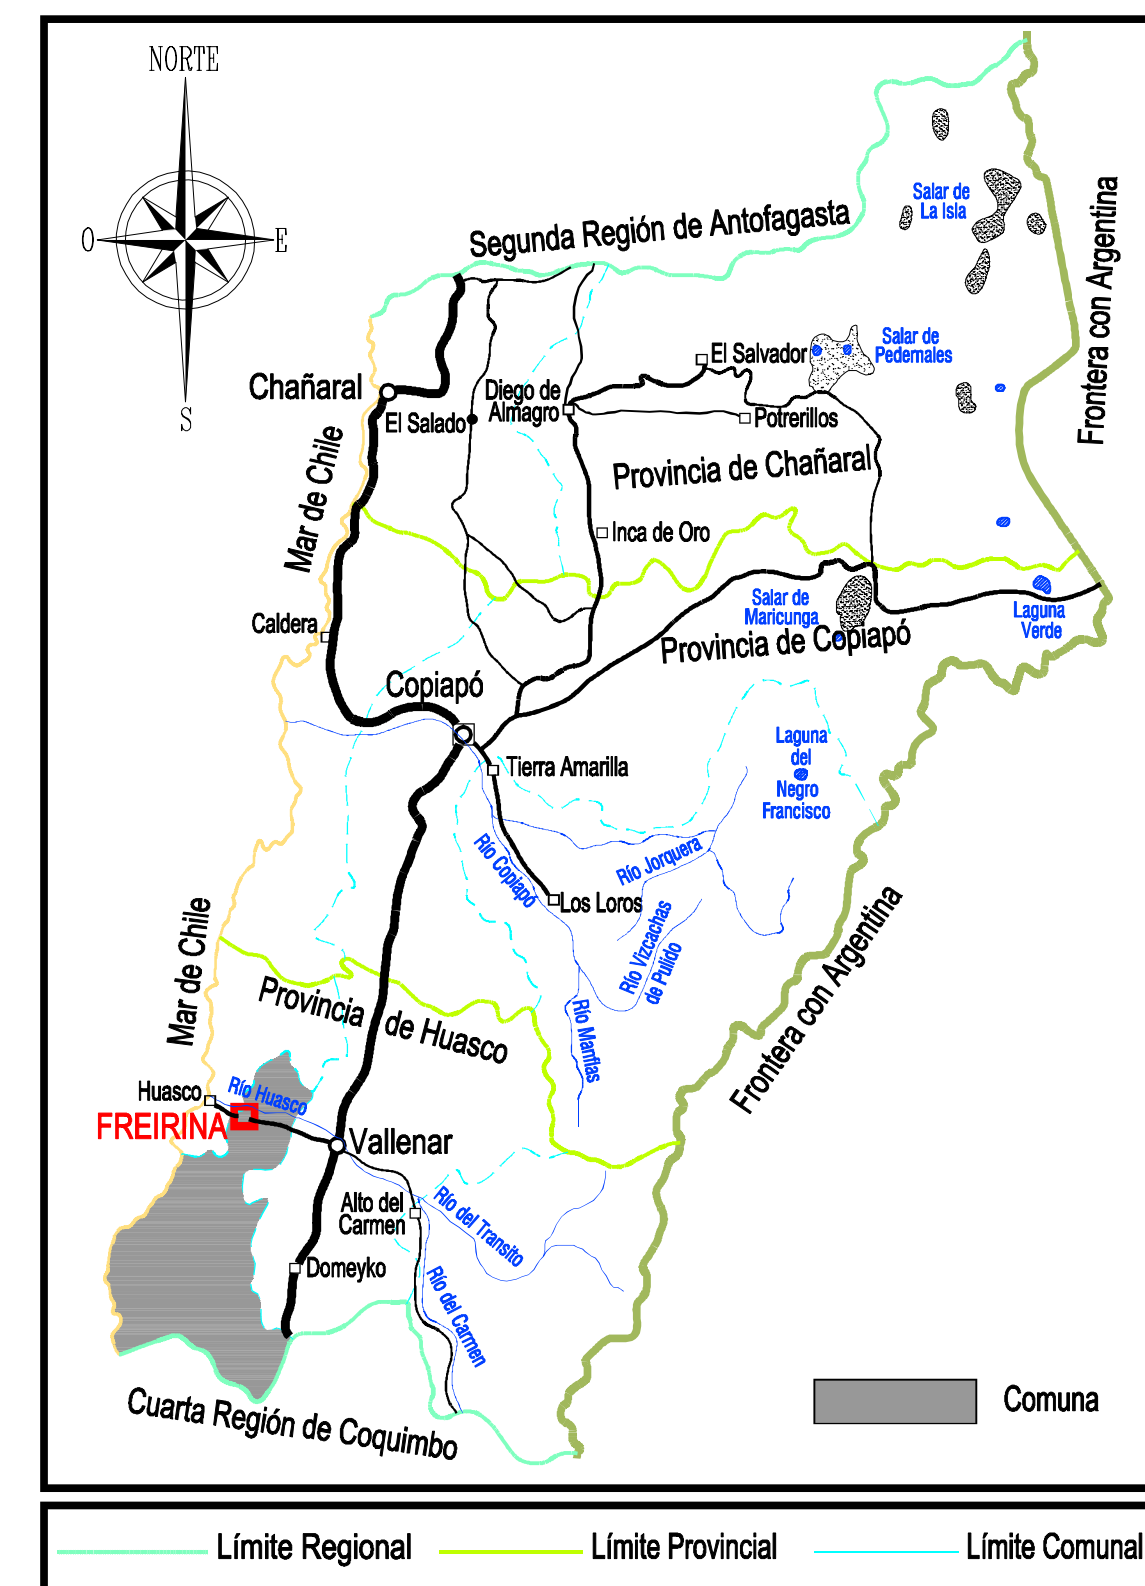 NORTE
O
E
S
Segunda Región de Antofagasta
Salar de
La Isla
Frontera con Argentina
Salar de
Pedernales
El Salvador
Chañaral
Diego de
Almagro
El Salado
Potrerillos
Mar de Chile
Provincia de Chañaral
Inca de Oro
Salar de
Maricunga
Laguna
Verde
Caldera
Provincia de Copiapó
Copiapó
Laguna
del
Negro
Francisco
Tierra Amarilla
Río Copiapó
Río Jorquera
Los Loros
Río Vizcachas
de Pulido
Mar de Chile
Frontera con Argentina
Provincia de Huasco
Río Manflas
Huasco
Río Huasco
FREIRINA
Vallenar
Alto del
Carmen
Río del Transito
Domeyko
Río del Carmen
Cuarta Región de Coquimbo
Comuna
Límite Regional
Límite Provincial
Límite Comunal